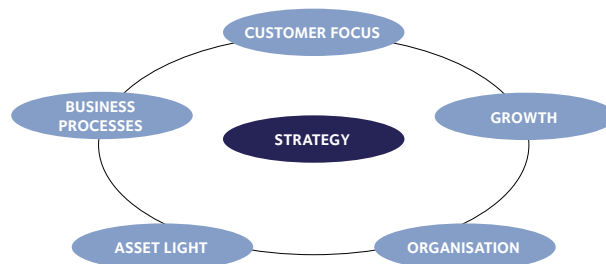 CUSTOMER FOCUS
BUSINESS
PROCESSES
GROWTH
STRATEGY
ASSET LIGHT
ORGANISATION